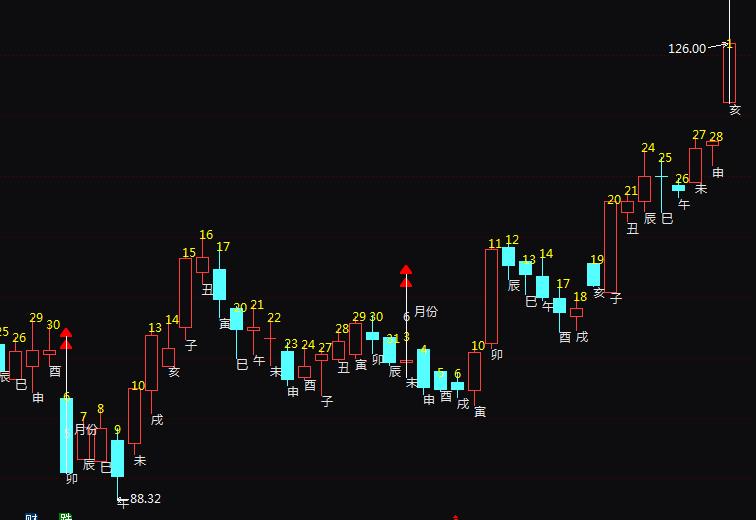 126.00
1
亥
27 28
24
25
26
申
未
午
20
21
辰 巳
丑
16
15
17
11 12
13
14
19
17
18
辰
巳
午
亥 子
酉 戌
丑
寅
20
21
22
巳
午
未
子
6 月份
29 30
28
27
24
23
21 3
卯
辰
未
寅
丑
酉
申
子
4
5
6
10
卯
申 酉
戌
寅
25
26
29
30
辰
巳
申
酉
13
14
亥
戌
10
未
6
7
8
9
5 月份
卯
辰 巳
午
88.32
财
跌